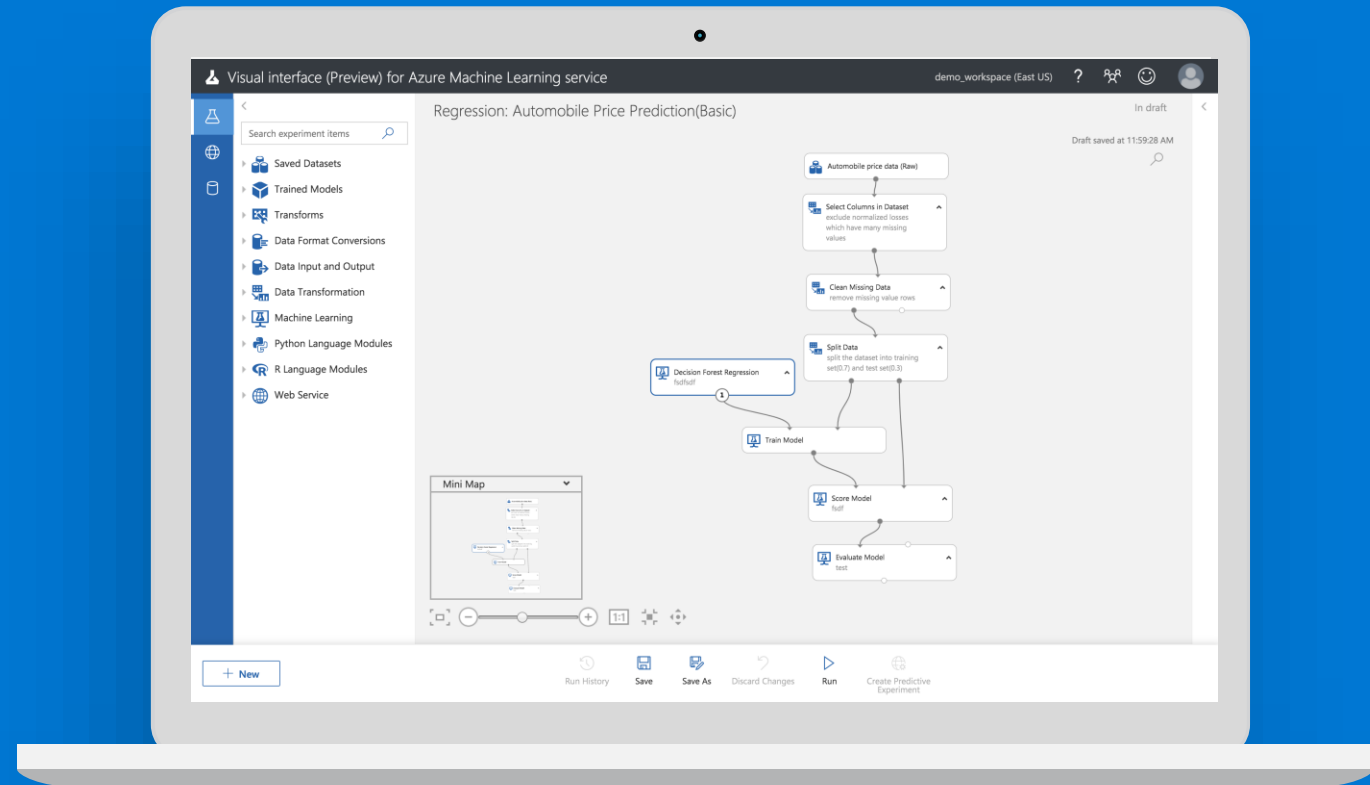 Visual interface (Preview) for Azure Machine Learning service
demo_workspace (East US)
?
Search experiment items
Saved Datasets
Trained Models
Transforms
Data Format Conversions
Data Input and Output
Data Transformation
Machine Learning
Python Language Modules
R Language Modules
Web Service
Regression: Automobile Price Prediction(Basic)
In draft
Draft saved at 11:59:28 AM
Automobile price data (Raw)
Select Columns in Dataset
exclude normalized losses
which have many missing
values
Clean Missing Data
remove missing value rows
Split Data
split the dataset into training
set(0.7) and test set(0.3)
Decision Forest Regression
fsdfsdf
1
Train Model
Score Model
fsdf
Evaluate Model
test
Mini Map
1:1
+ New
Run History
Save
Save As
Discard Changes
Run
Create Predictive
Experiment